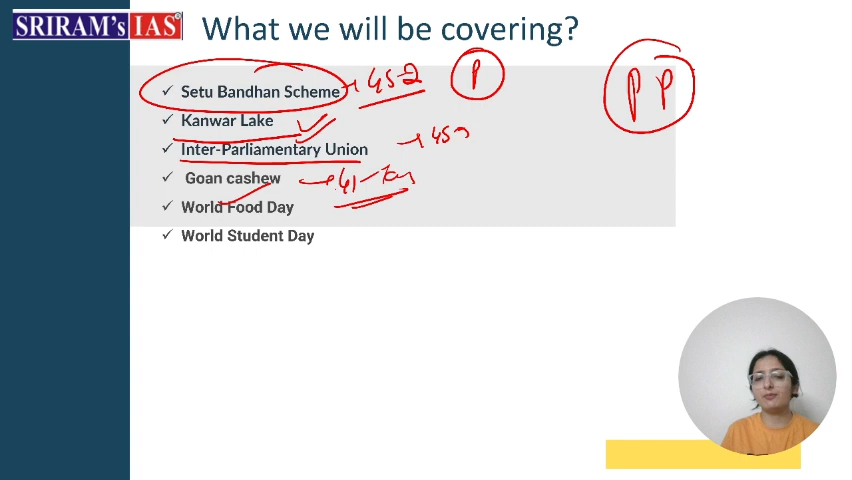 SRIRAM's IAS
What we will be covering?
✓ Setu Bandhan Scheme
✓ Kanwar Lake
✓ Inter-Parliamentary Union
✓ Goan cashew
✓ World Food Day
✓ World Student Day
P
P P